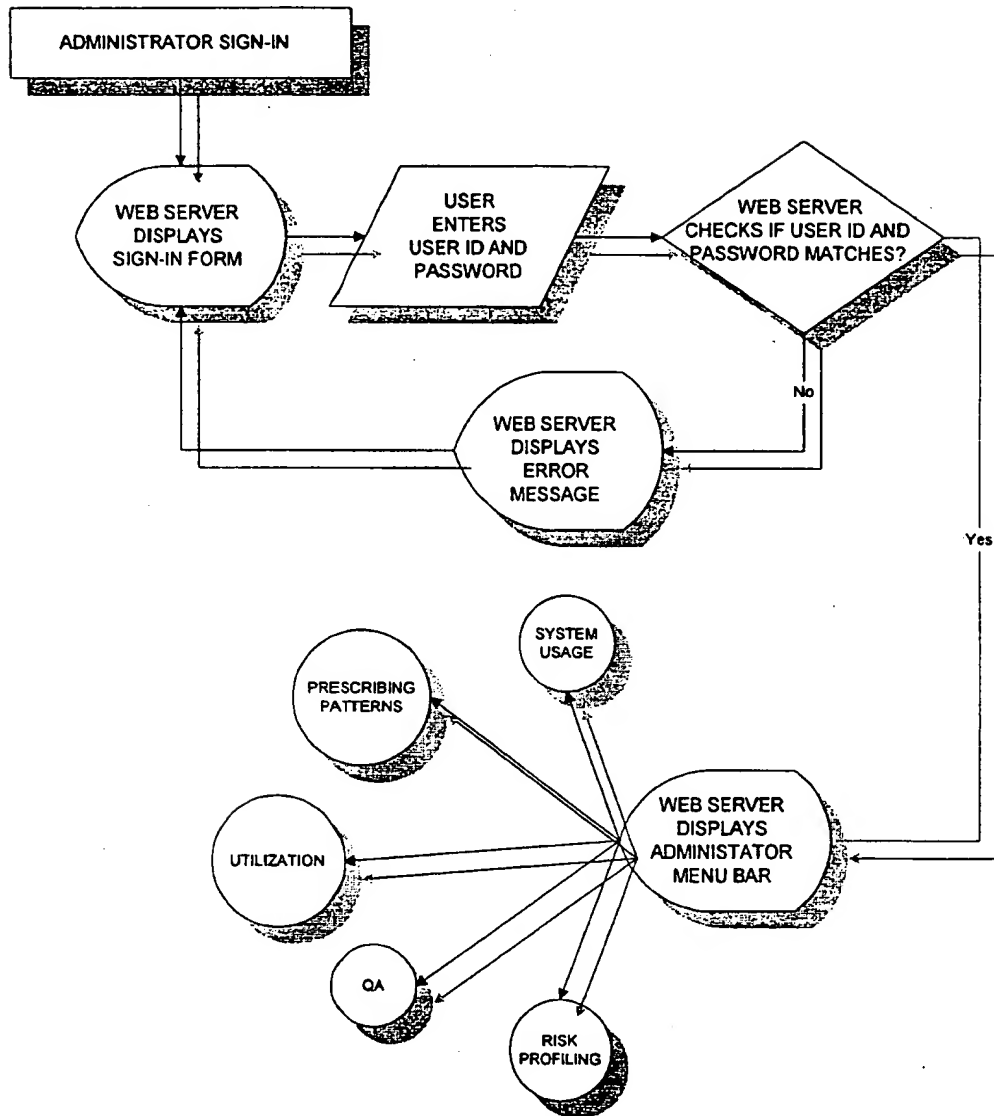 ADMINISTRATOR SIGN-IN
WEB SERVER
DISPLAYS
SIGN-IN FORM
USER
ENTERS
USER ID AND
PASSWORD
WEB SERVER
CHECKS IF USER ID AND
PASSWORD MATCHES?
No
WEB SERVER
DISPLAYS
ERROR
MESSAGE
Yes
SYSTEM
USAGE
PRESCRIBING
PATTERNS
WEB SERVER
DISPLAYS
ADMINISTATOR
MENU BAR
UTILIZATION
QA
RISK
PROFILING